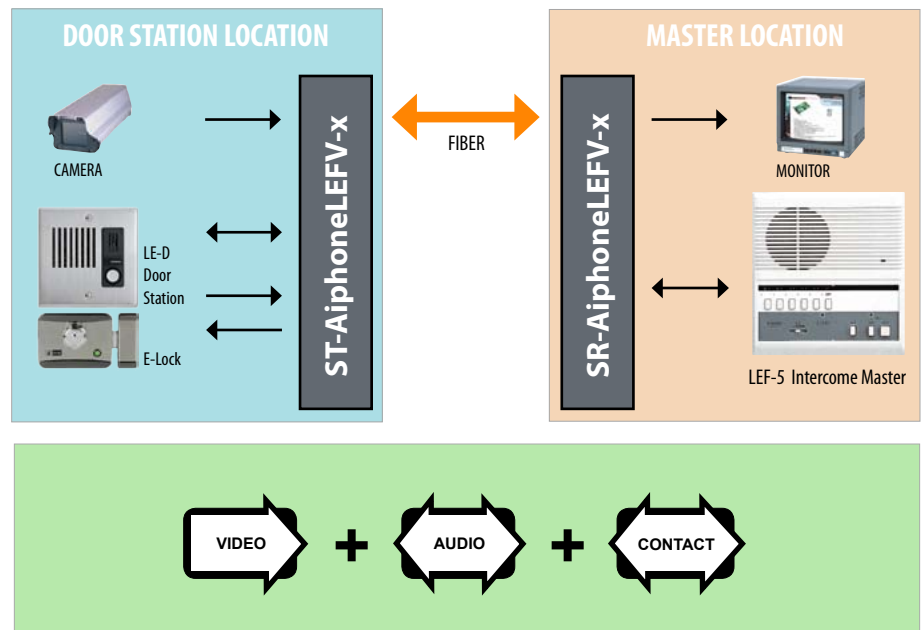 DOOR STATION LOCATION
CAMERA
LE-D
Door
Station
E-Lock
ST-AiphoneLEFV-x
FIBER
MASTER LOCATION
SR-AiphoneLEFV-x
MONITOR
LEF-5 Intercome Master
VIDEO + AUDIO + CONTACT